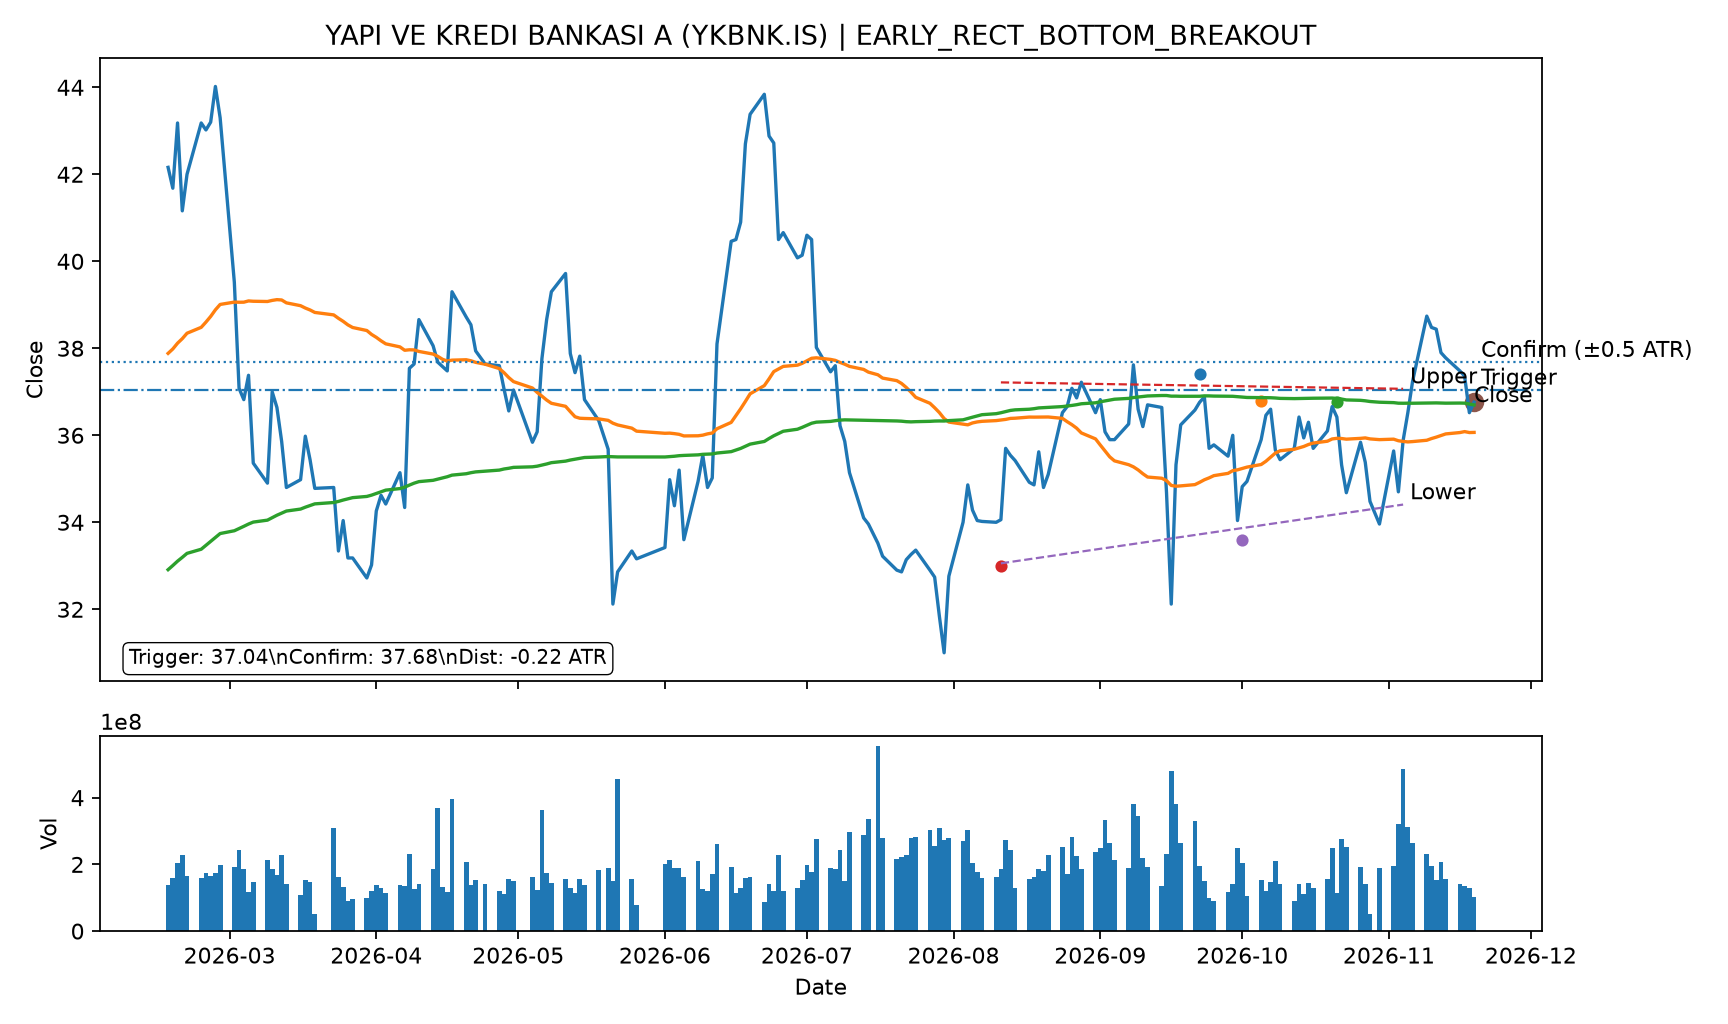 YAPI VE KREDI BANKASI A (YKBNK.IS) | EARLY_RECT_BOTTOM_BREAKOUT
44
42
40
38
36
34
32
Close
Confirm (±0.5 ATR)
Upper
Trigger
Close
Lower
Trigger: 37.04\nConfirm: 37.68\nDist: -0.22 ATR
1e8
4
2
0
Vol
2026-03
2026-04
2026-05
2026-06
2026-07
2026-08
2026-09
2026-10
2026-11
2026-12
Date